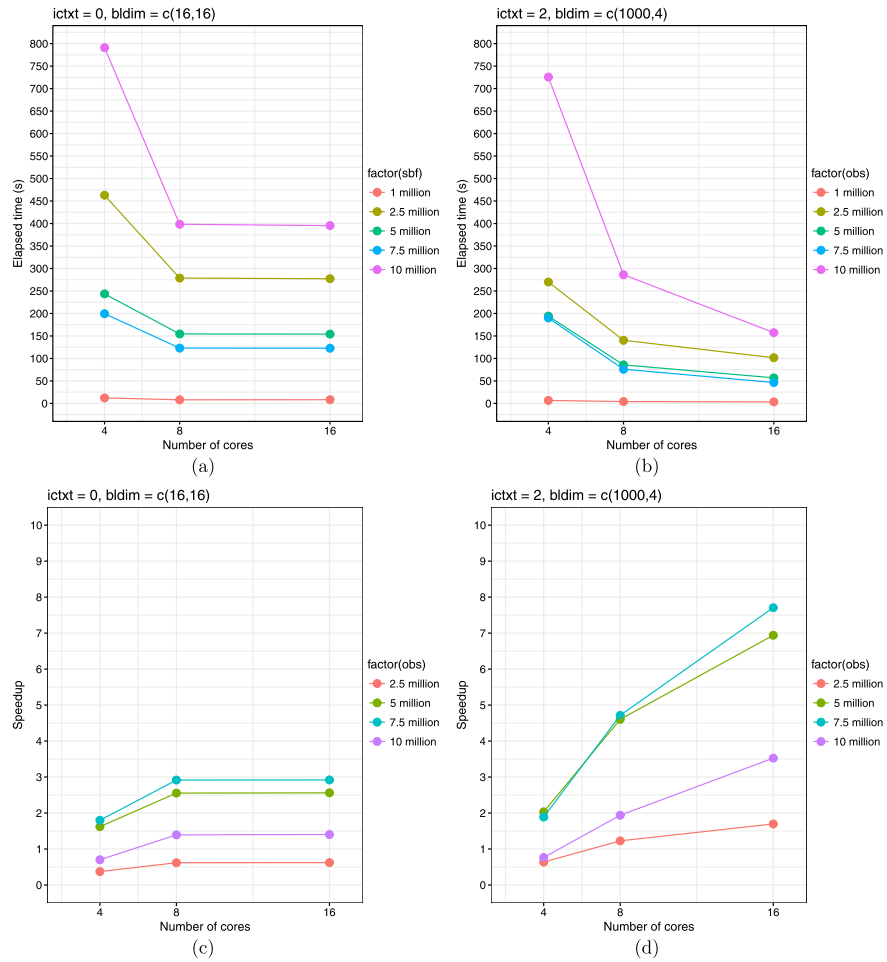 ictxt = 0, bldim = c(16,16)
800
750
700
650
600
550
500
450
400
350
300
250
200
150
100
50
0
Elapsed time (s)
4
8
16
Number of cores
factor(sbf)
1 million
2.5 million
5 million
7.5 million
10 million
(a)
ictxt = 2, bldim = c(1000,4)
800
750
700
650
600
550
500
450
400
350
300
250
200
150
100
50
0
Elapsed time (s)
4
8
16
Number of cores
factor(obs)
1 million
2.5 million
5 million
7.5 million
10 million
(b)
ictxt = 0, bldim = c(16,16)
10
9
8
7
6
5
4
3
2
1
0
Speedup
4
8
16
Number of cores
factor(obs)
2.5 million
5 million
7.5 million
10 million
(c)
ictxt = 2, bldim = c(1000,4)
10
9
8
7
6
5
4
3
2
1
0
Speedup
4
8
16
Number of cores
factor(obs)
2.5 million
5 million
7.5 million
10 million
(d)